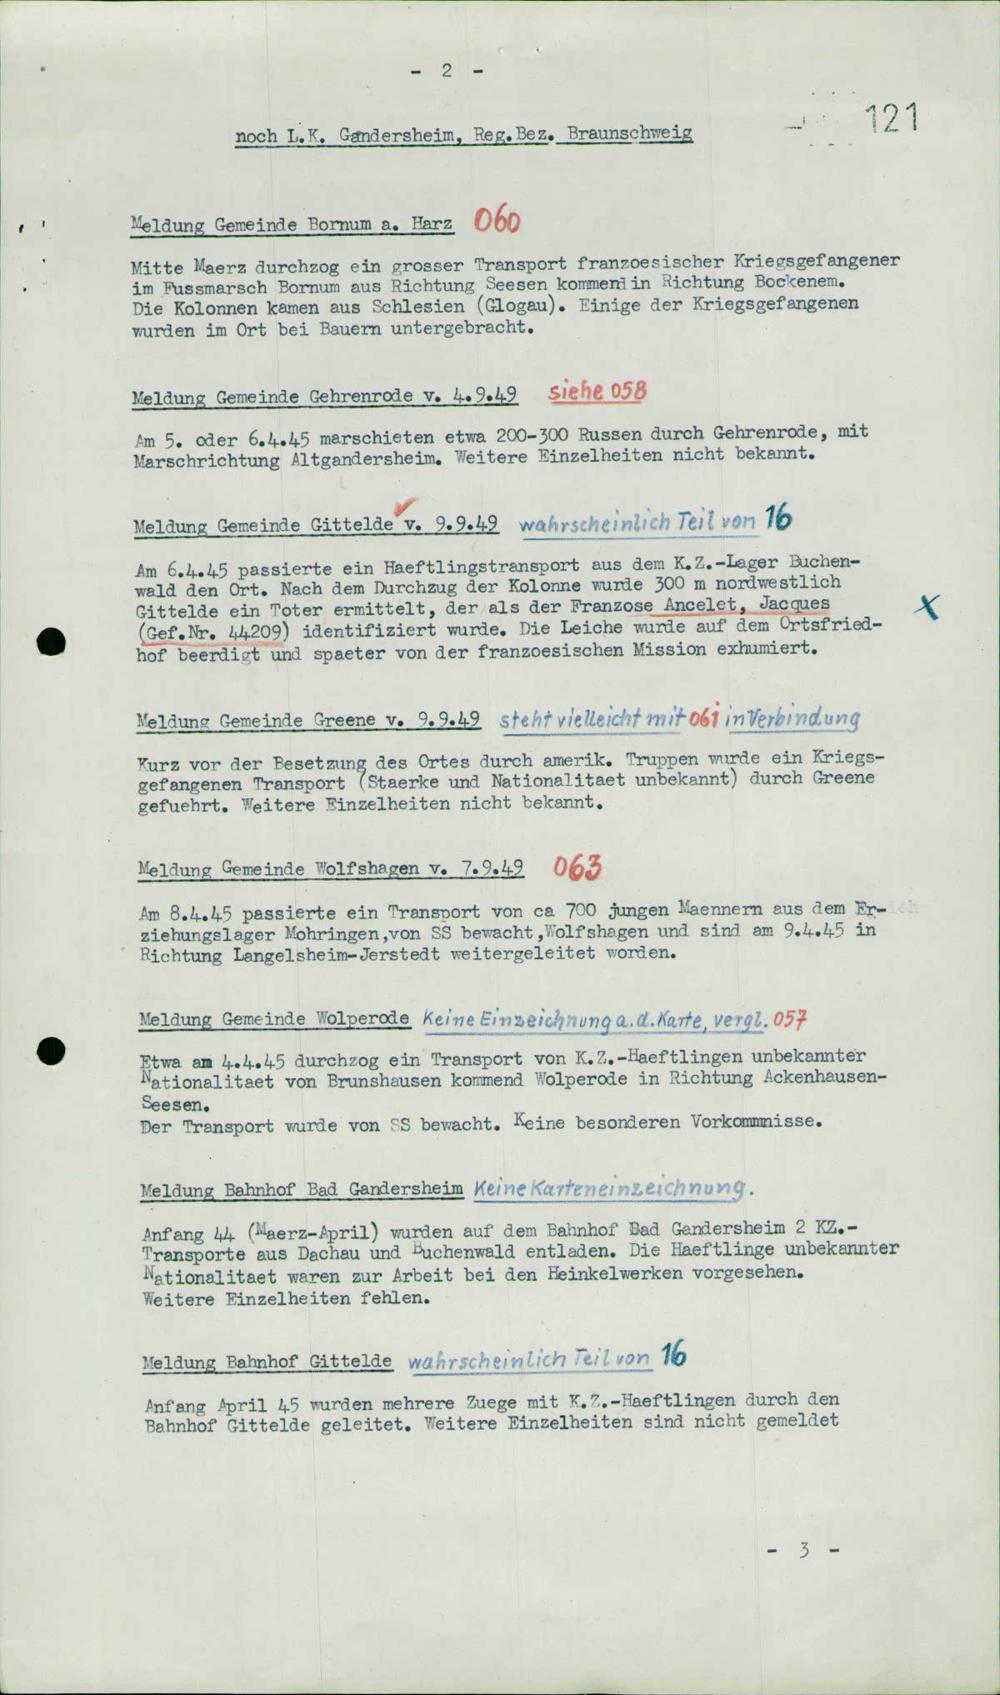 - 2 -
121
noch L.K. Gandersheim, Reg.Bez. Braunschweig
Meldung Gemeinde Bornum a. Harz 060
Mitte Maerz durchzog ein grosser Transport franzoesischer Kriegsgefangener
im Fussmarsch Bornum aus Richtung Seesen kommend in Richtung Bockenem.
Die Kolonnen kamen aus Schlesien (Glogau). Einige der Kriegsgefangenen
wurden im Ort bei Bauern untergebracht.
Meldung Gemeinde Gehrenrode v. 4.9.49 siehe 058
Am 5. oder 6.4.45 marschieten etwa 200-300 Russen durch Gehrenrode, mit
Marschrichtung Altgandersheim. Weitere Einzelheiten nicht bekannt.
Meldung Gemeinde Gittelde v. 9.9.49 wahrscheinlich Teil von 16
Am 6.4.45 passierte ein Haeftlingstransport aus dem K.Z.-Lager Buchen-
wald den Ort. Nach dem Durchzug der Kolonne wurde 300 m nordwestlich
Gittelde ein Toter ermittelt, der als der Franzose Ancelet, Jacques X
(Gef.Nr. 44209) identifiziert wurde. Die Leiche wurde auf dem Ortsfried-
hof beerdigt und spaeter von der franzoesischen Mission exhumiert.
Meldung Gemeinde Greene v. 9.9.49 steht vielleicht mit 061 in Verbindung
Kurz vor der Besetzung des Ortes durch amerik. Truppen wurde ein Kriegs-
gefangenen Transport (Staerke und Nationalitaet unbekannt) durch Greene
gefuehrt. Weitere Einzelheiten nicht bekannt.
Meldung Gemeinde Wolfshagen v. 7.9.49 063
Am 8.4.45 passierte ein Transport von ca 700 jungen Maennern aus dem Er-
ziehungslager Mohringen,von SS bewacht,Wolfshagen und sind am 9.4.45 in
Richtung Langelsheim-Jerstedt weitergeleitet worden.
Meldung Gemeinde Wolperode Keine Einzeichnung a.d.Karte, vergl. 057
Etwa am 4.4.45 durchzog ein Transport von K.Z.-Haeftlingen unbekannter
Nationalitaet von Brunshausen kommend Wolperode in Richtung Ackenhausen-
Seesen.
Der Transport wurde von SS bewacht. Keine besonderen Vorkommnisse.
Meldung Bahnhof Bad Gandersheim Keine Karteneinzeichnung.
Anfang 44 (Maerz-April) wurden auf dem Bahnhof Bad Gandersheim 2 KZ.-
Transporte aus Dachau und Buchenwald entladen. Die Haeftlinge unbekannter
Nationalitaet waren zur Arbeit bei den Heinkelwerken vorgesehen.
Weitere Einzelheiten fehlen.
Meldung Bahnhof Gittelde wahrscheinlich Teil von 16
Anfang April 45 wurden mehrere Zuege mit K.Z.-Haeftlingen durch den
Bahnhof Gittelde geleitet. Weitere Einzelheiten sind nicht gemeldet
- 3 -